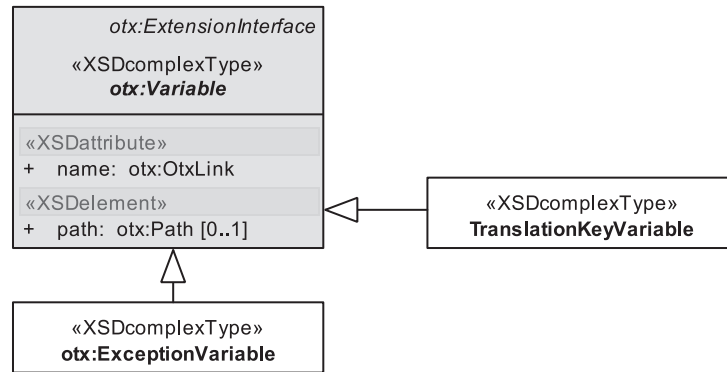 otx:ExtensionInterface
«XSDcomplexType»
otx:Variable
«XSDattribute»
+ name: otx:OtxLink
«XSDelement»
+ path: otx:Path [0..1]
«XSDcomplexType»
TranslationKeyVariable
«XSDcomplexType»
otx:ExceptionVariable